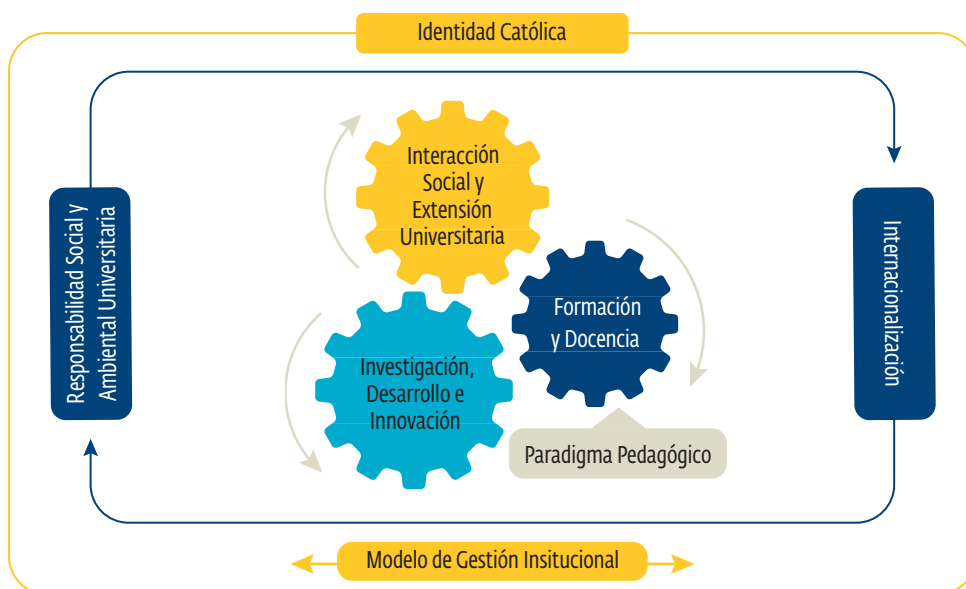 Identidad Católica
Interacción
Social y
Extensión
Universitaria
Responsabilidad Social y
Ambiental Universitaria
Internacionalización
Formación
y Docencia
Investigación,
Desarrollo e
Innovación
Paradigma Pedagógico
Modelo de Gestión Insitucional